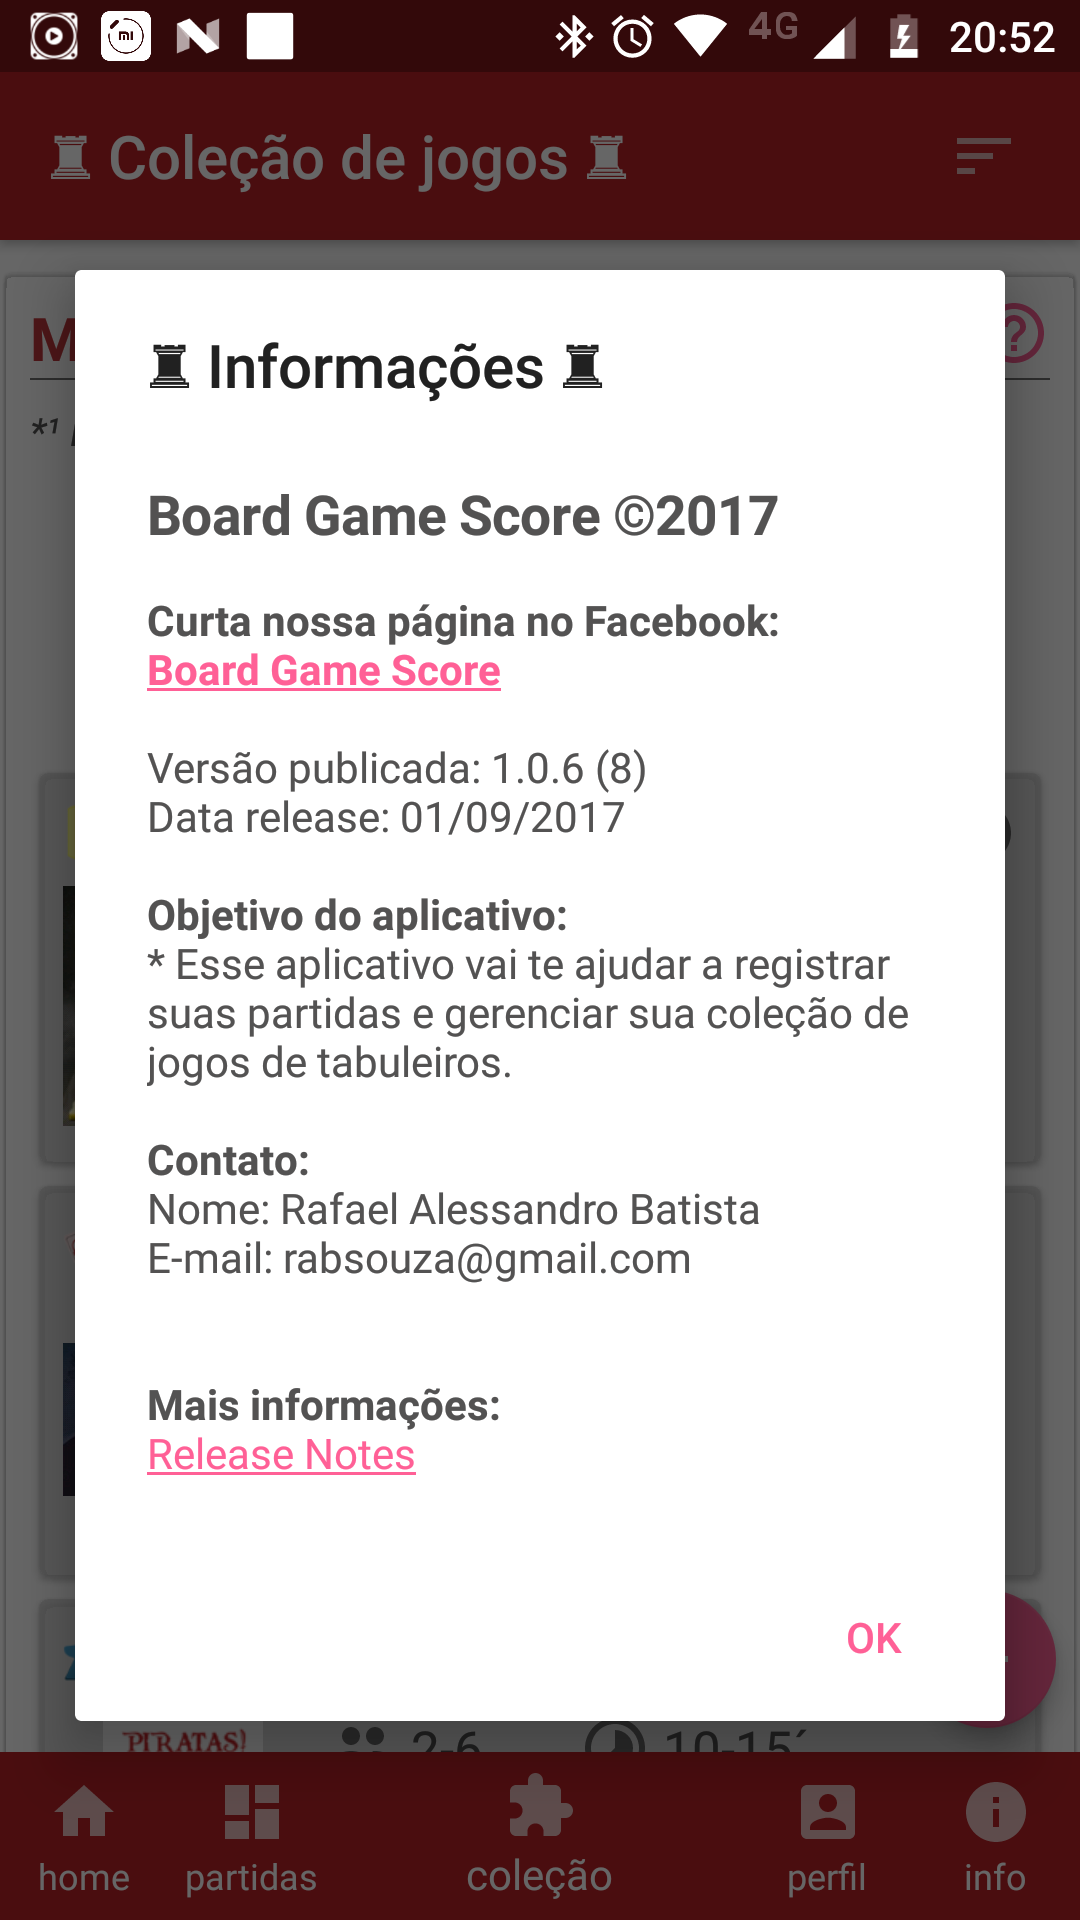 4G 20:52
Coleção de jogos
M
*¹
Informações
Board Game Score ©2017
Curta nossa página no Facebook:
Board Game Score
Versão publicada: 1.0.6 (8)
Data release: 01/09/2017
Objetivo do aplicativo:
* Esse aplicativo vai te ajudar a registrar
suas partidas e gerenciar sua coleção de
jogos de tabuleiros.
Contato:
Nome: Rafael Alessandro Batista
E-mail: rabsouza@gmail.com
Mais informações:
Release Notes
OK
PIRATAS! 2-6 10-15´
home partidas coleção perfil info